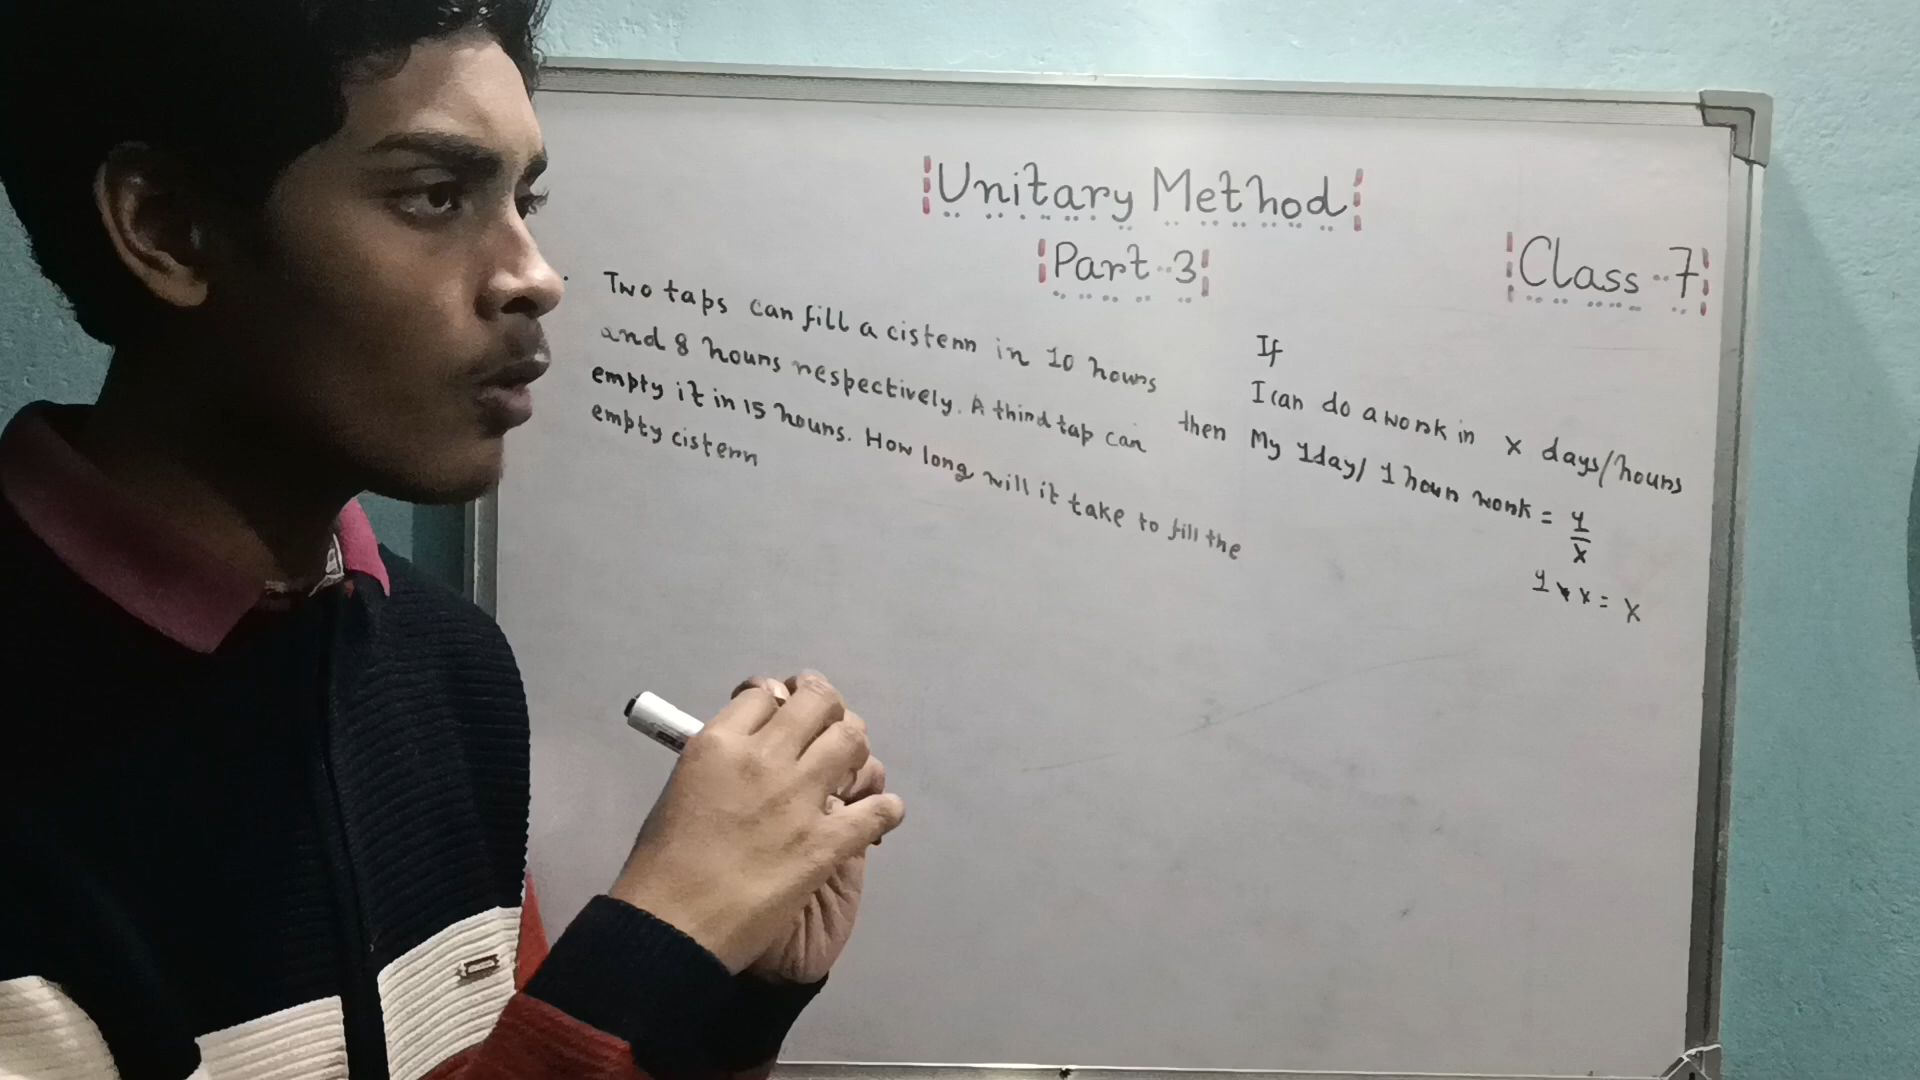 Unitary Method
Part-3
Class-7
Two taps can fill a cistern in 10 hours
and 8 hours respectively. A third tap can
empty it in 15 hours. How long will it take to fill the
empty cistern
If
I can do a work in x days/hours
then My 1day/ 1 hour work = 1/x
1 x = x